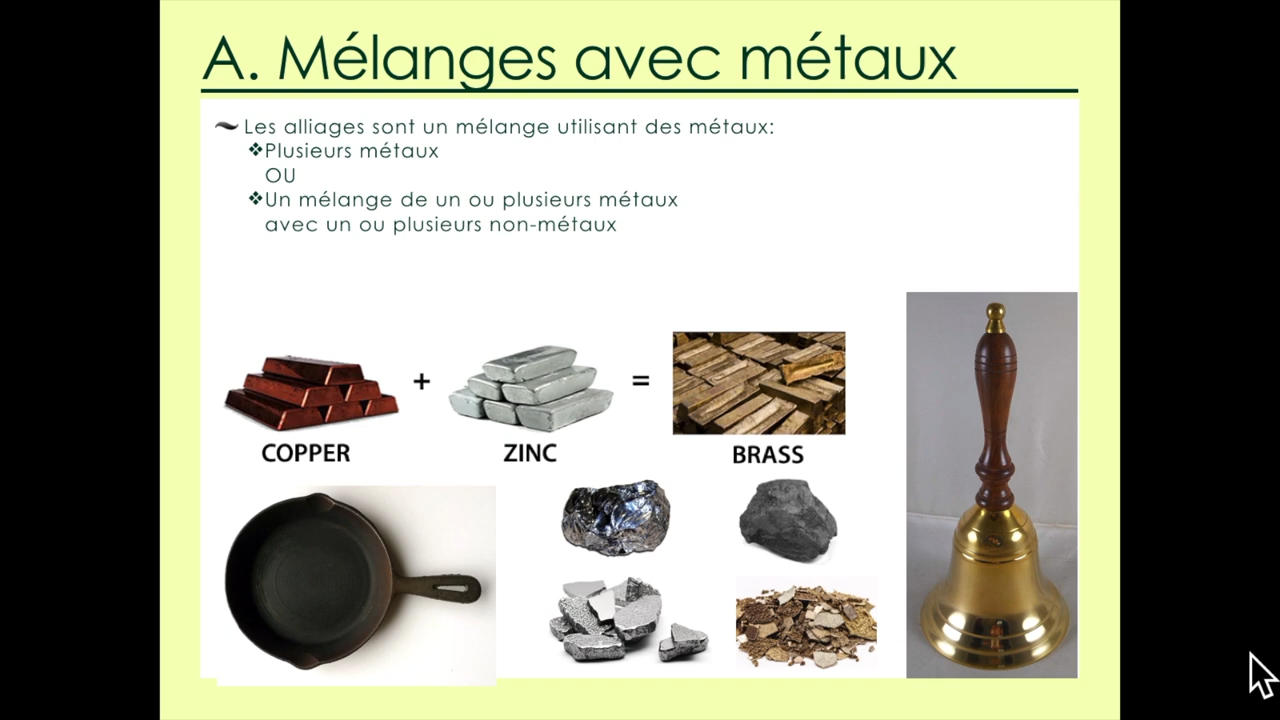 A. Mélanges avec métaux
Les alliages sont un mélange utilisant des métaux:
❖Plusieurs métaux
OU
❖Un mélange de un ou plusieurs métaux
avec un ou plusieurs non-métaux
+ =
COPPER ZINC BRASS